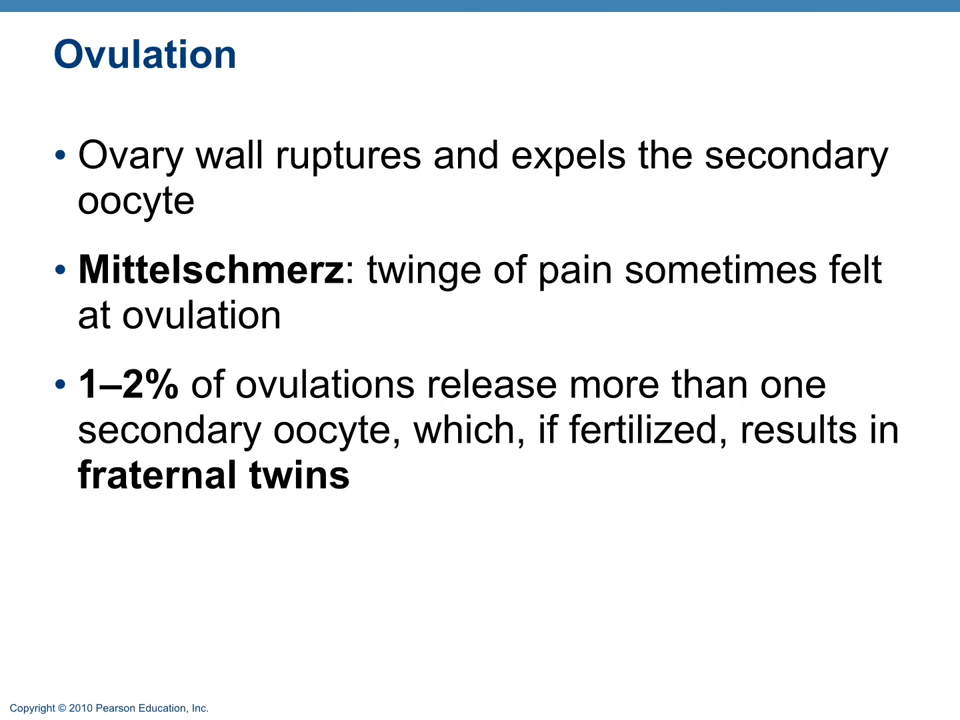 Ovulation
• Ovary wall ruptures and expels the secondary
oocyte
• Mittelschmerz: twinge of pain sometimes felt
at ovulation
• 1–2% of ovulations release more than one
secondary oocyte, which, if fertilized, results in
fraternal twins
Copyright © 2010 Pearson Education, Inc.